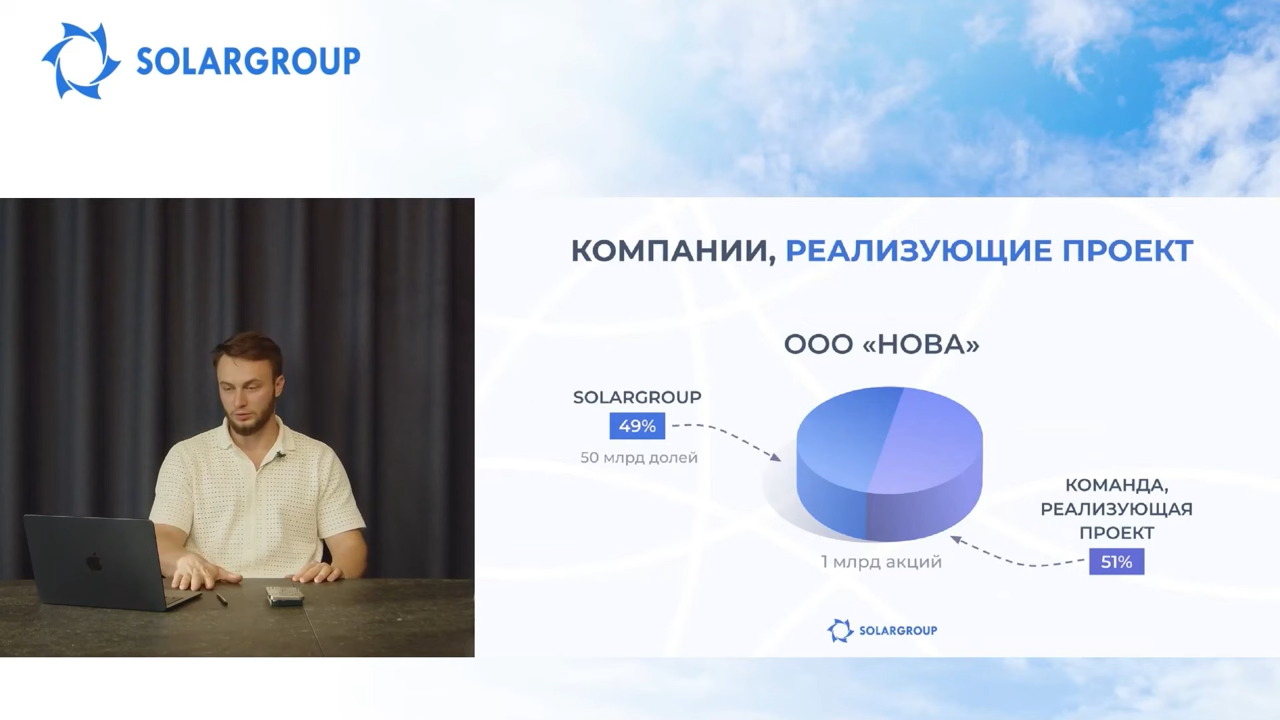 SOLARGROUP
КОМПАНИИ, РЕАЛИЗУЮЩИЕ ПРОЕКТ
ООО «НОВА»
SOLARGROUP
49%
50 млрд долей
КОМАНДА,
РЕАЛИЗУЮЩАЯ
ПРОЕКТ
51%
1 млрд акций
SOLARGROUP